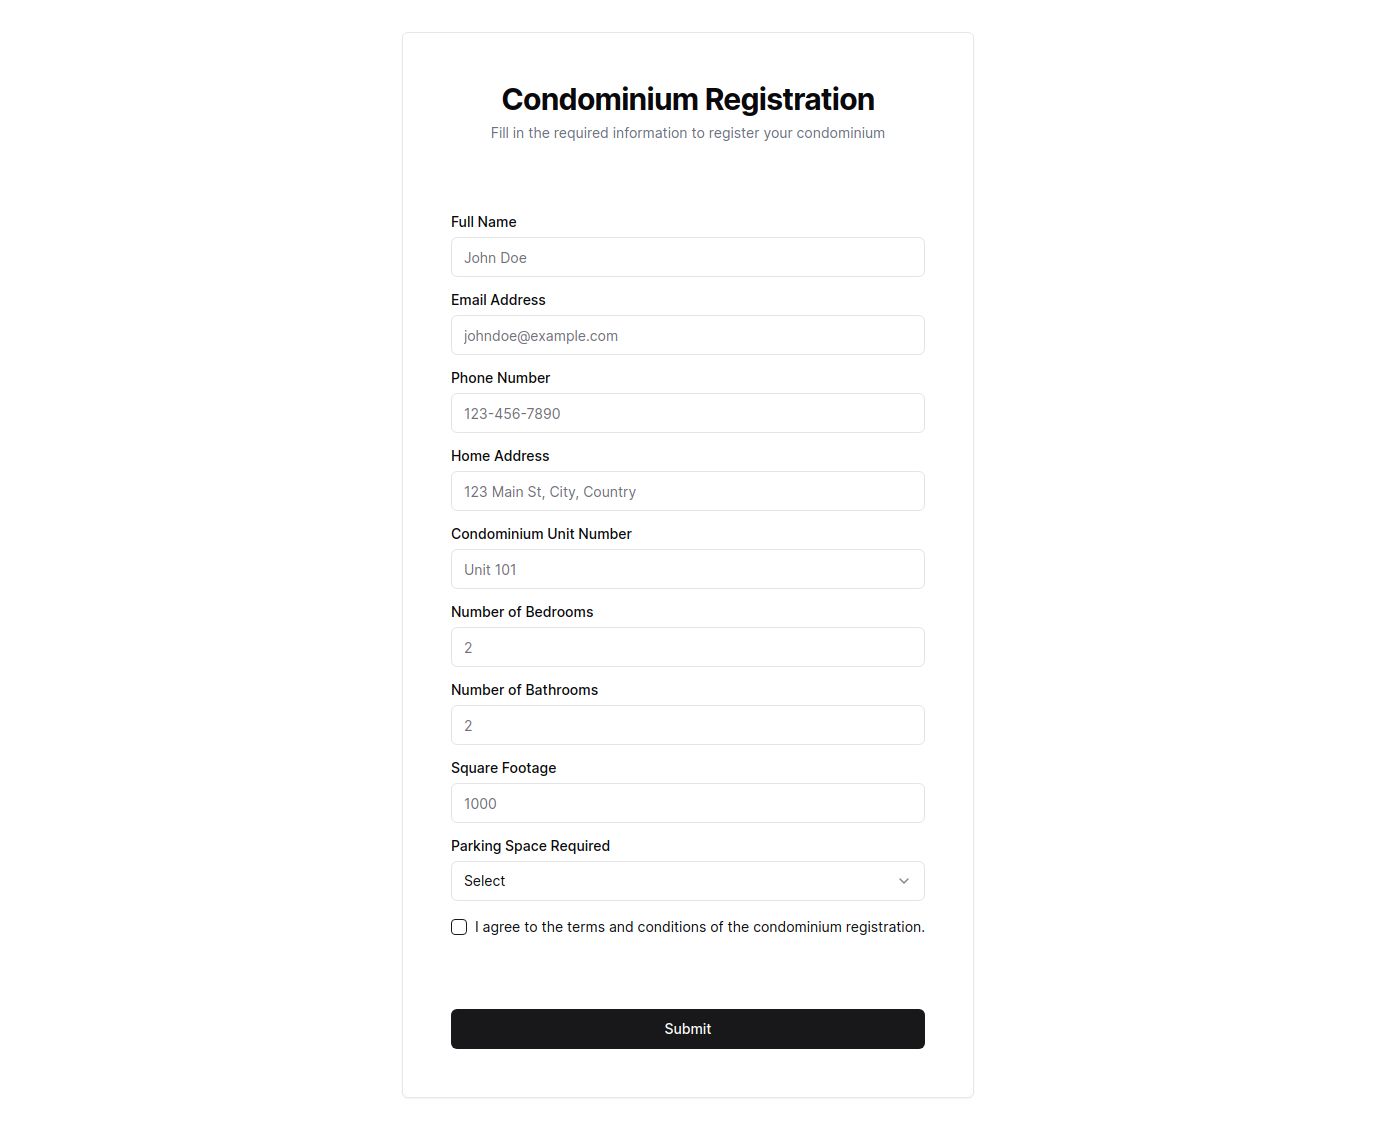 Condominium Registration
Fill in the required information to register your condominium
Full Name
John Doe
Email Address
johndoe@example.com
Phone Number
123-456-7890
Home Address
123 Main St, City, Country
Condominium Unit Number
Unit 101
Number of Bedrooms
2
Number of Bathrooms
2
Square Footage
1000
Parking Space Required
Select
I agree to the terms and conditions of the condominium registration.
Submit